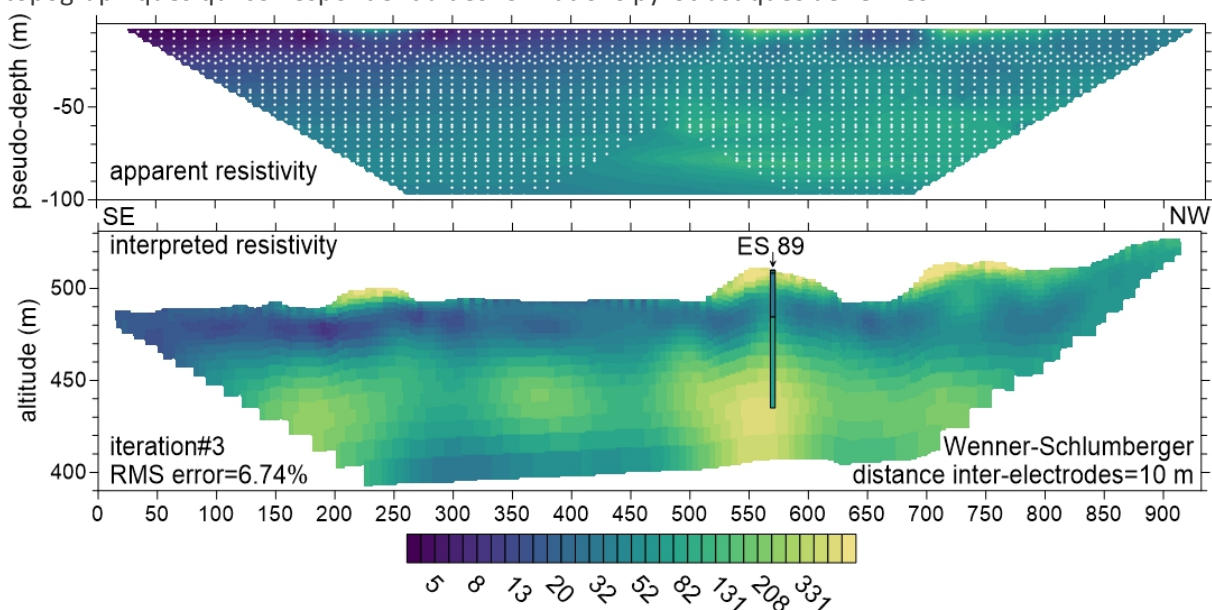 pseudo-depth (m)
-50
-100
apparent resistivity
SE
NW
interpreted resistivity
ES 89
altitude (m)
500
450
400
iteration#3
RMS error=6.74%
Wenner-Schlumberger
distance inter-electrodes=10 m
0 50 100 150 200 250 300 350 400 450 500 550 600 650 700 750 800 850 900
5 8 13 20 32 52 82 131 208 331